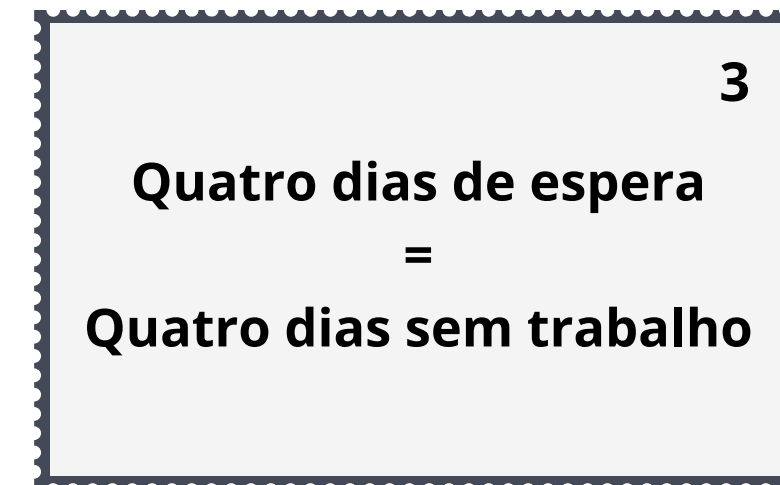 3
Quatro dias de espera
=
Quatro dias sem trabalho